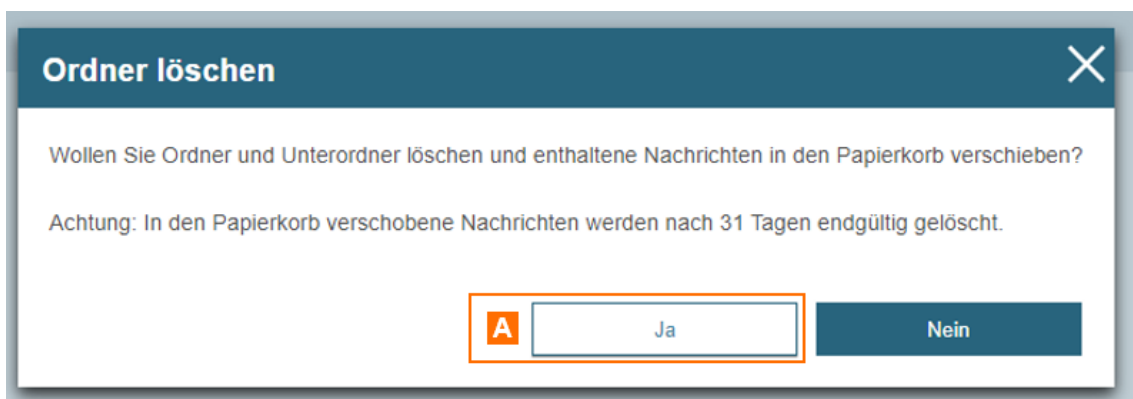 Ordner löschen
Wollen Sie Ordner und Unterordner löschen und enthaltene Nachrichten in den Papierkorb verschieben?
Achtung: In den Papierkorb verschobene Nachrichten werden nach 31 Tagen endgültig gelöscht.
A Ja Nein